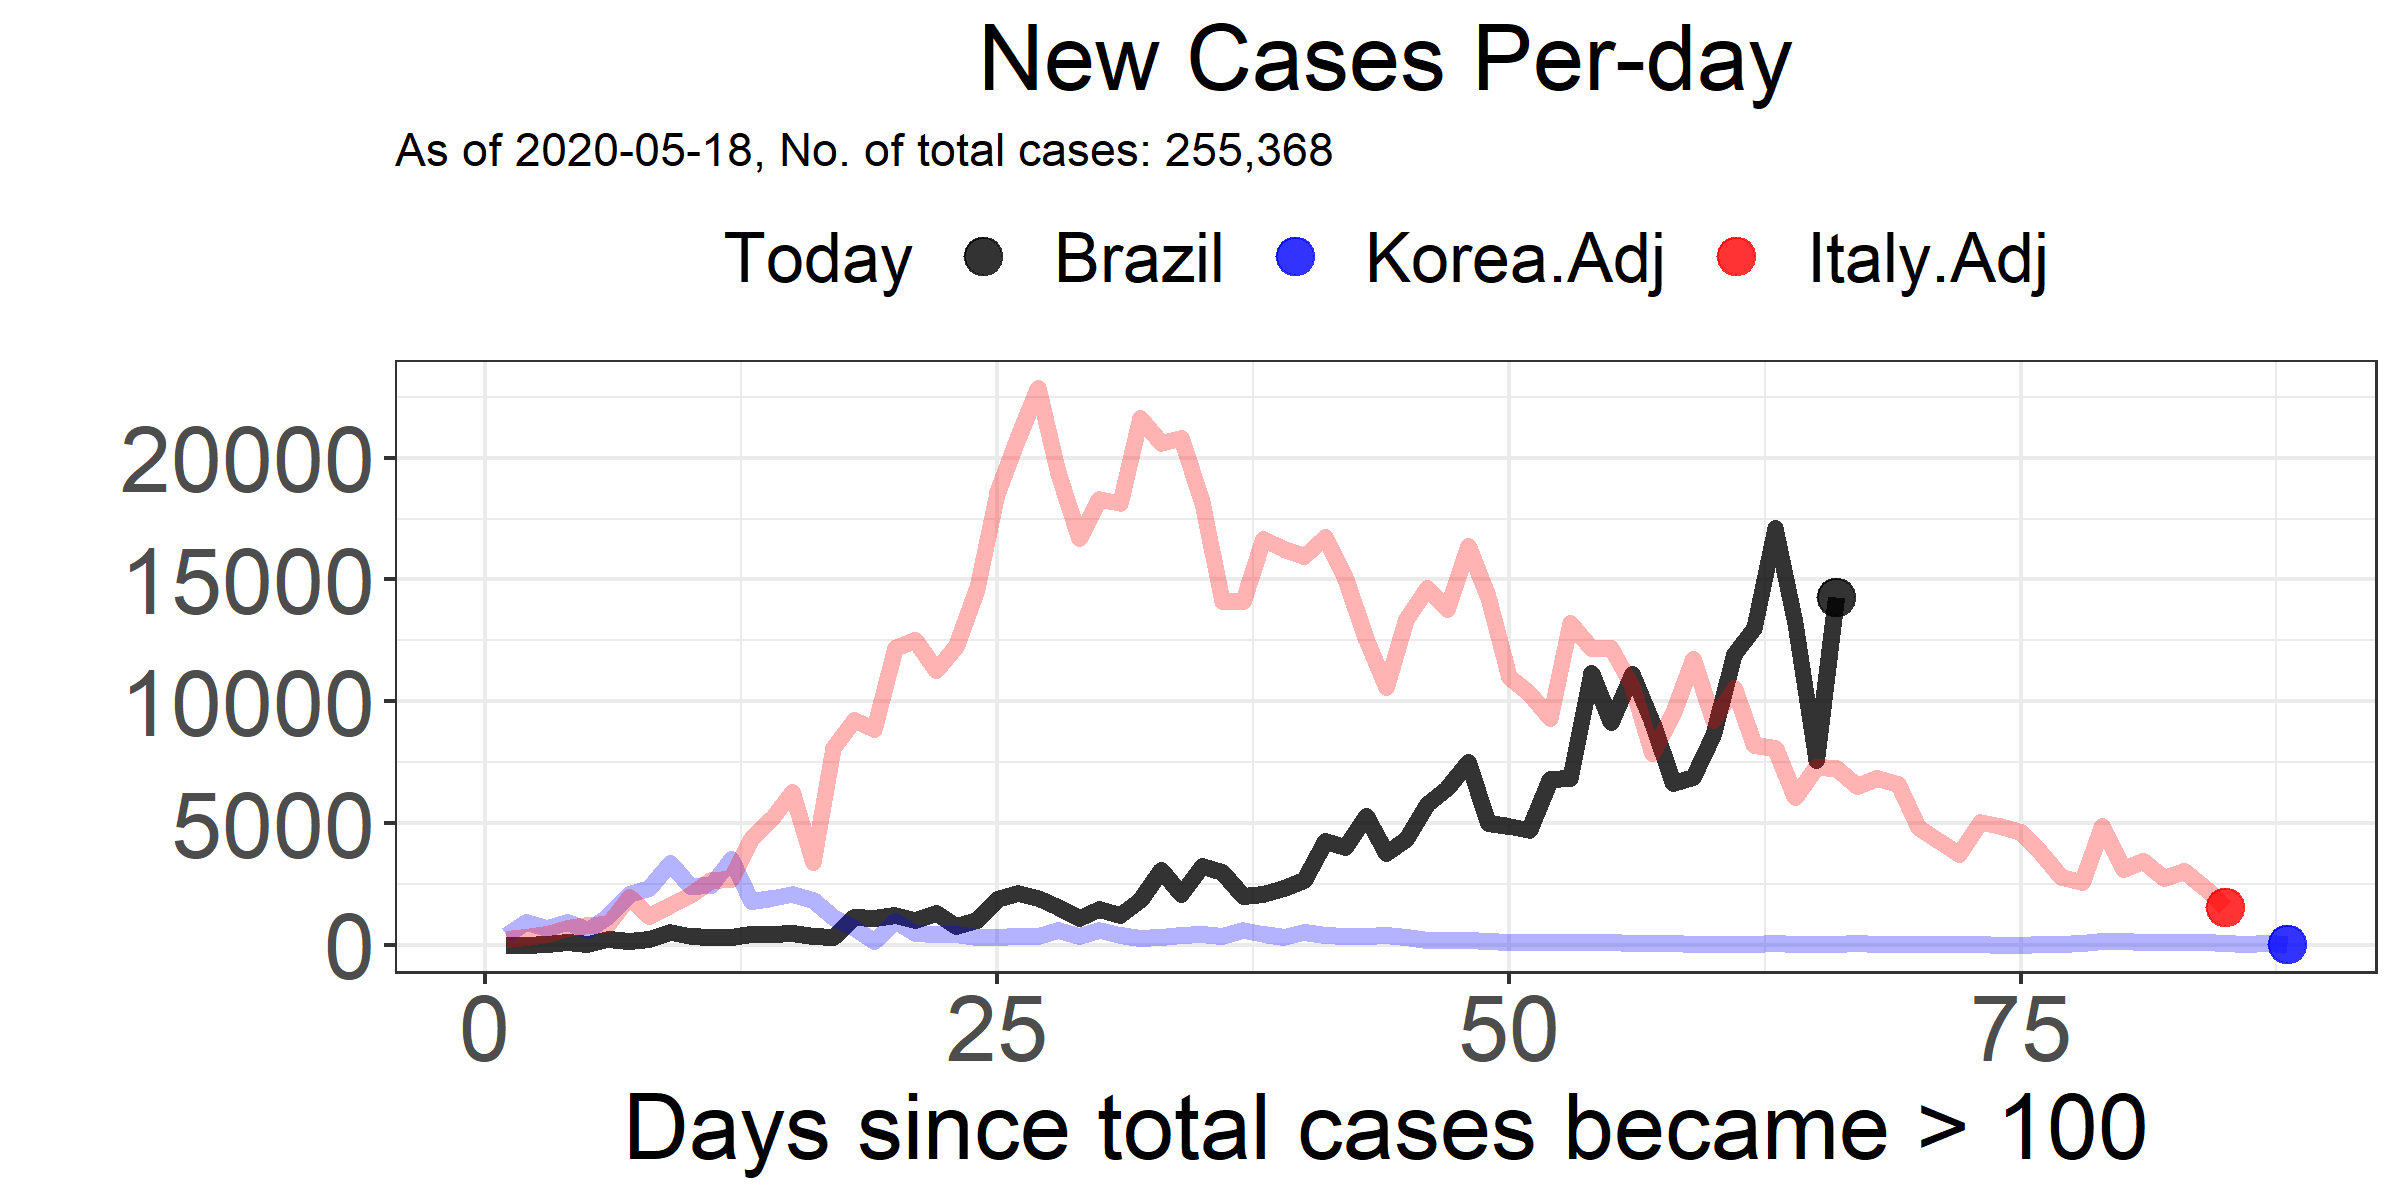 New Cases Per-day
As of 2020-05-18, No. of total cases: 255,368
Today Brazil Korea.Adj Italy.Adj
20000
15000
10000
5000
0
0 25 50 75
Days since total cases became > 100